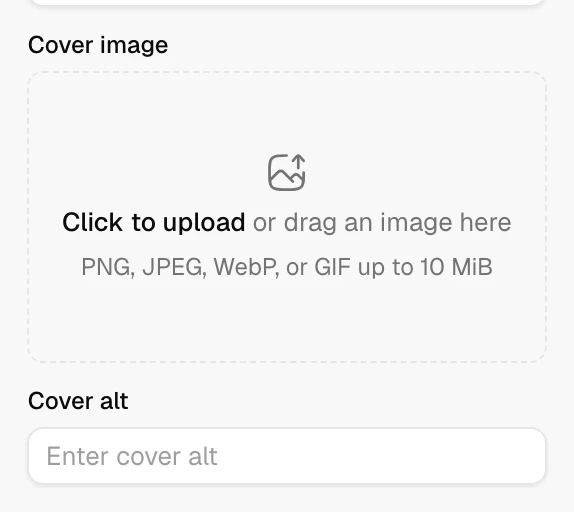 Cover image
Click to upload or drag an image here
PNG, JPEG, WebP, or GIF up to 10 MiB
Cover alt
Enter cover alt